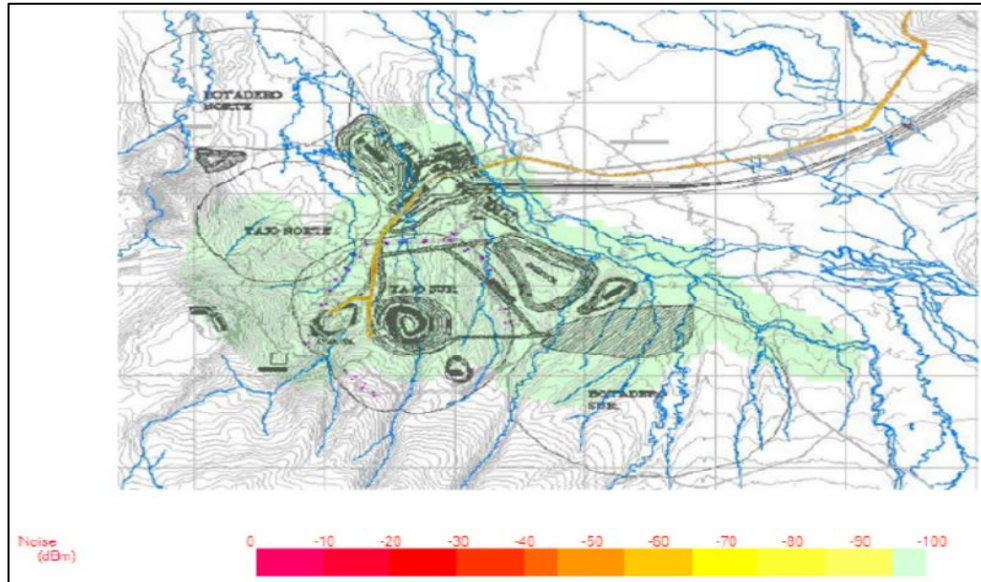 BOTADERO
NORTE
TAJO NORTE
TAJO SUR
BOTADERO
SUR
Noise
(dBm)
0 -10 -20 -30 -40 -50 -60 -70 -80 -90 -100